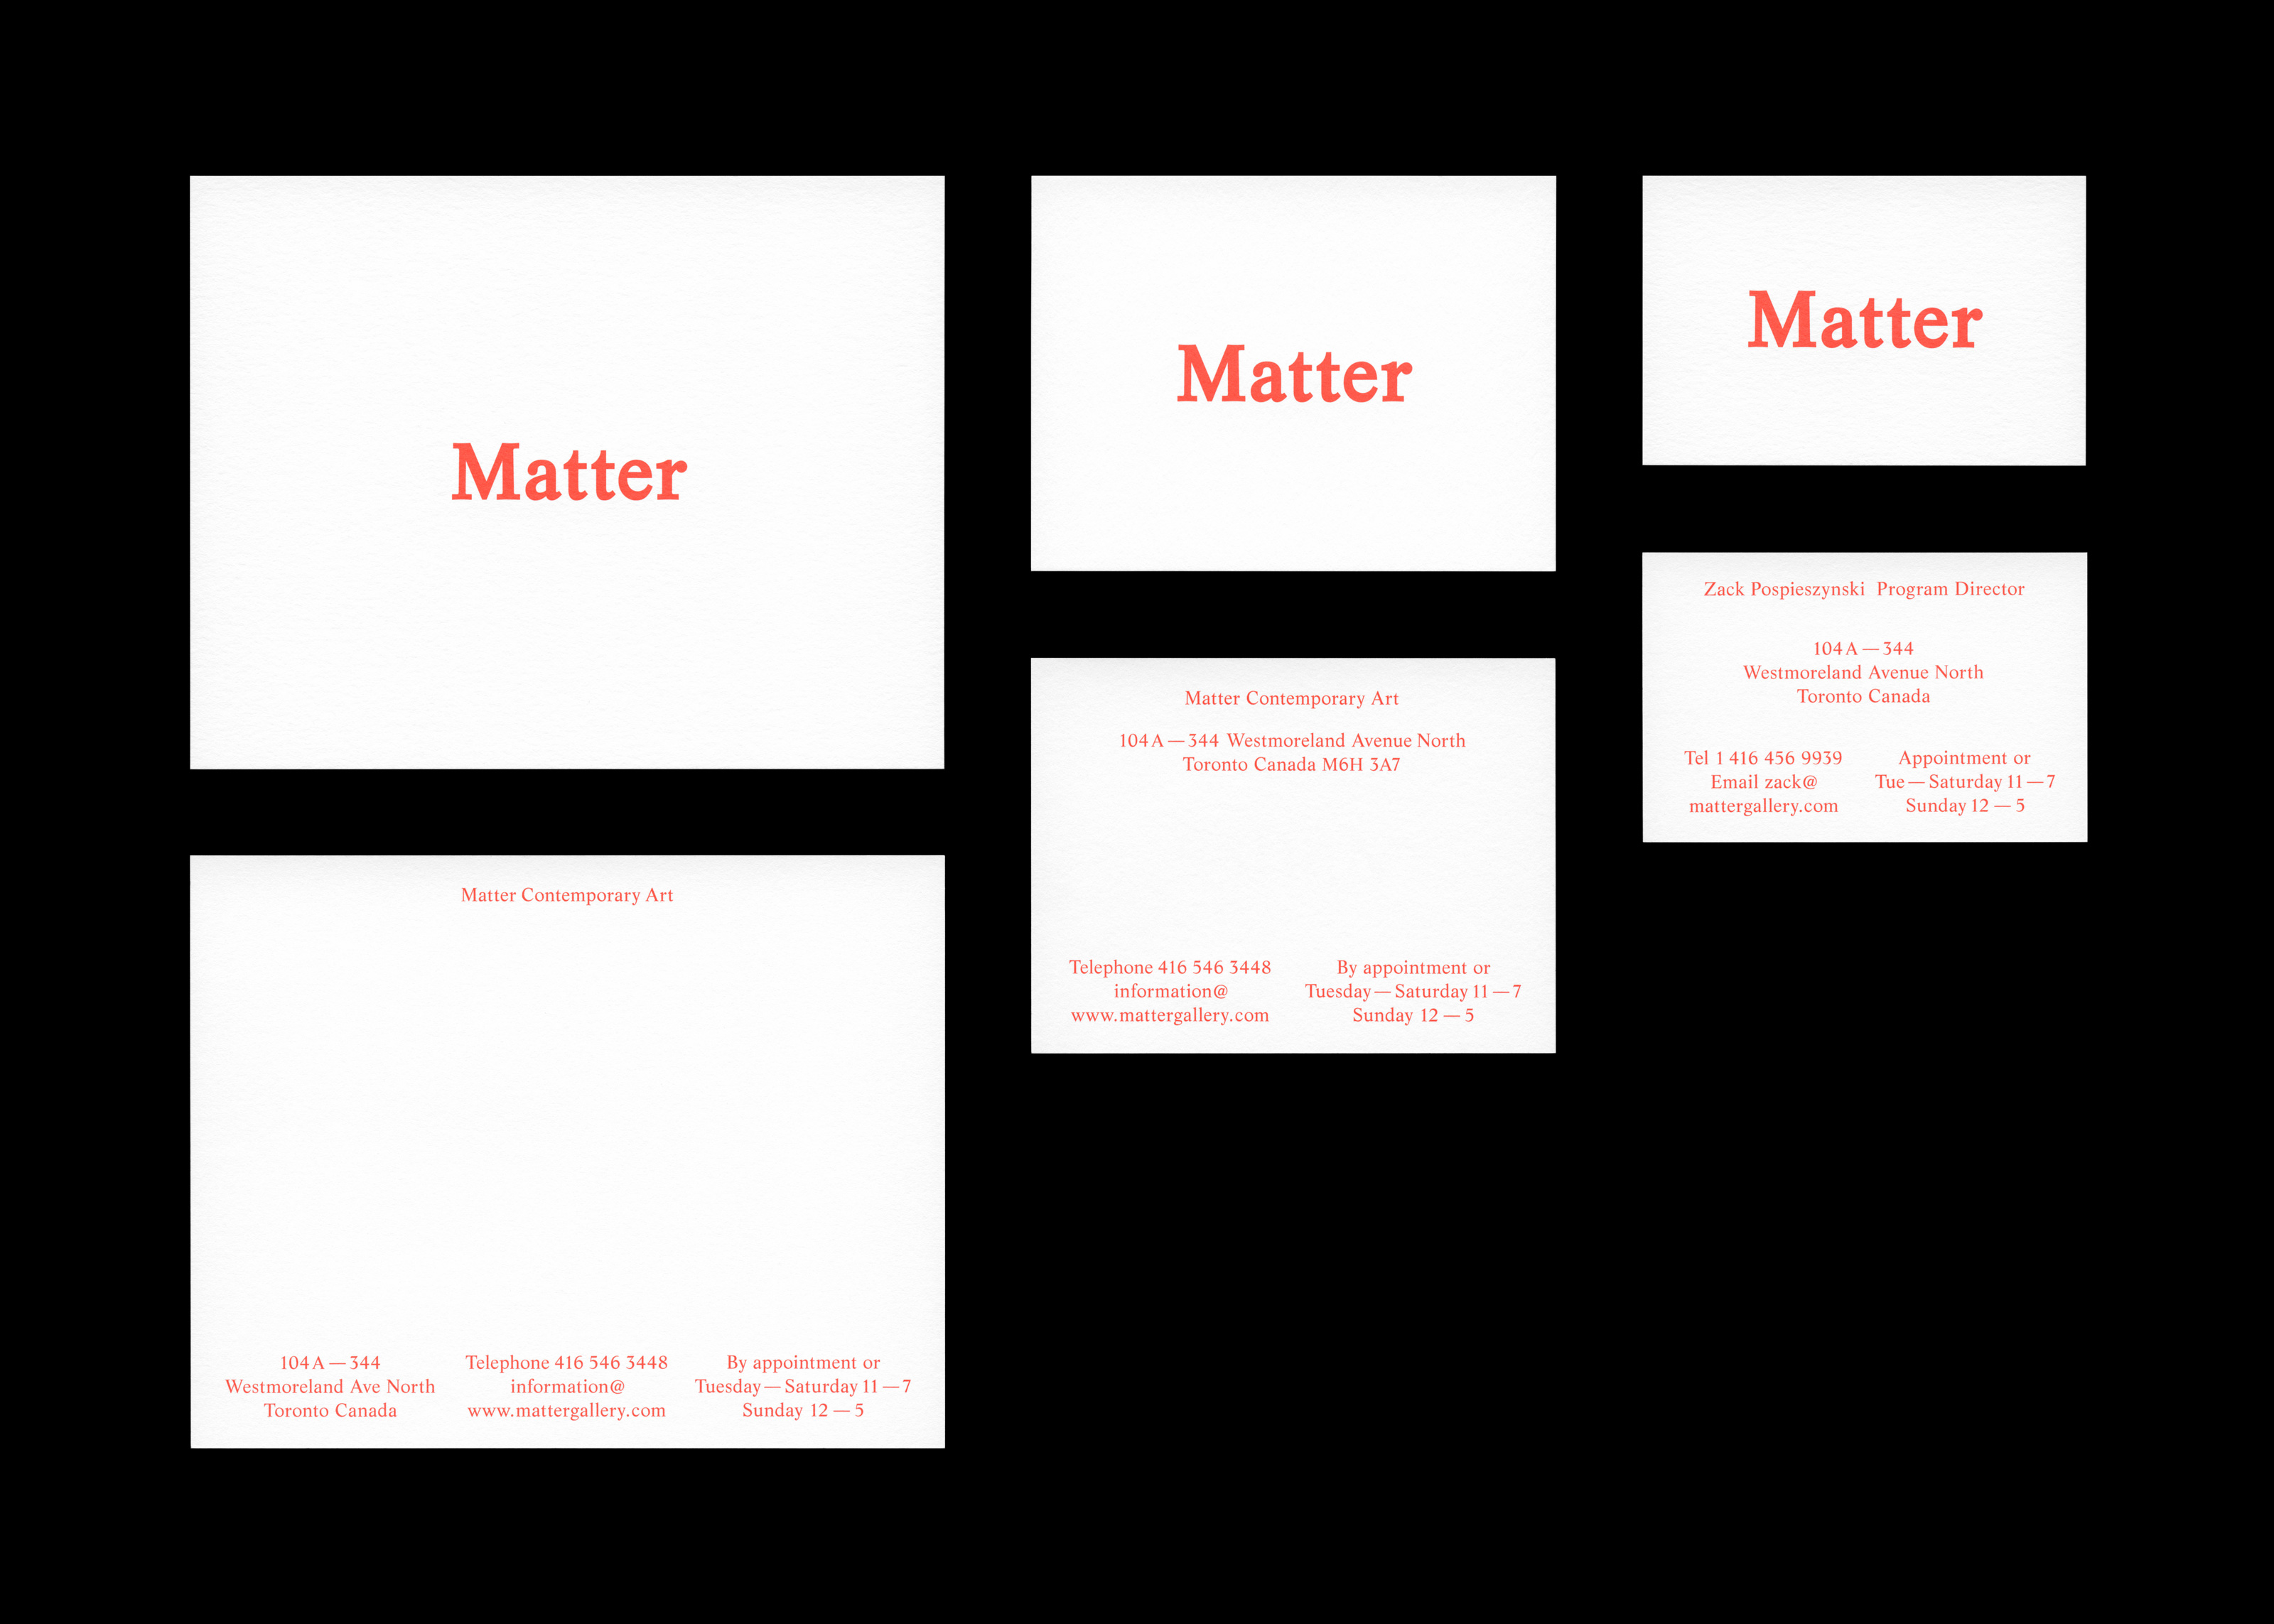 Matter
Matter Contemporary Art
104 A — 344
Westmoreland Ave North
Toronto Canada
Telephone 416 546 3448
information@
www.mattergallery.com
By appointment or
Tuesday — Saturday 11 — 7
Sunday 12 — 5
Matter
Matter Contemporary Art
104 A — 344 Westmoreland Avenue North
Toronto Canada M6H 3A7
Telephone 416 546 3448
information@
www.mattergallery.com
By appointment or
Tuesday — Saturday 11 — 7
Sunday 12 — 5
Matter
Zack Pospieszynski  Program Director
104 A — 344
Westmoreland Avenue North
Toronto Canada
Tel 1 416 456 9939
Email zack@
mattergallery.com
Appointment or
Tue — Saturday 11 — 7
Sunday 12 — 5